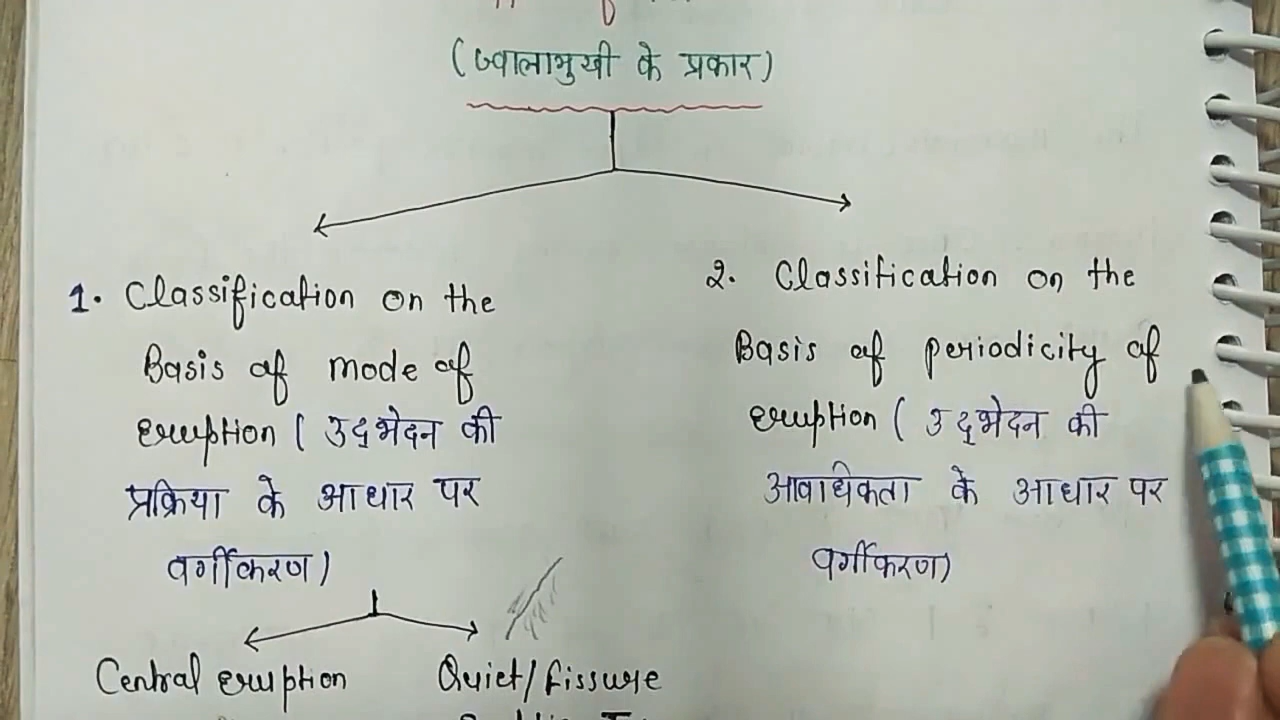 (ज्वालामुखी के प्रकार)
1. Classification on the
Basis of mode of
eruption ( उद्भेदन की
प्रक्रिया के आधार पर
वर्गीकरण)
2. Classification on the
Basis of periodicity of
eruption ( उद्भेदन की
आवधिकता के आधार पर
वर्गीकरण)
Central eruption
Quiet/fissure